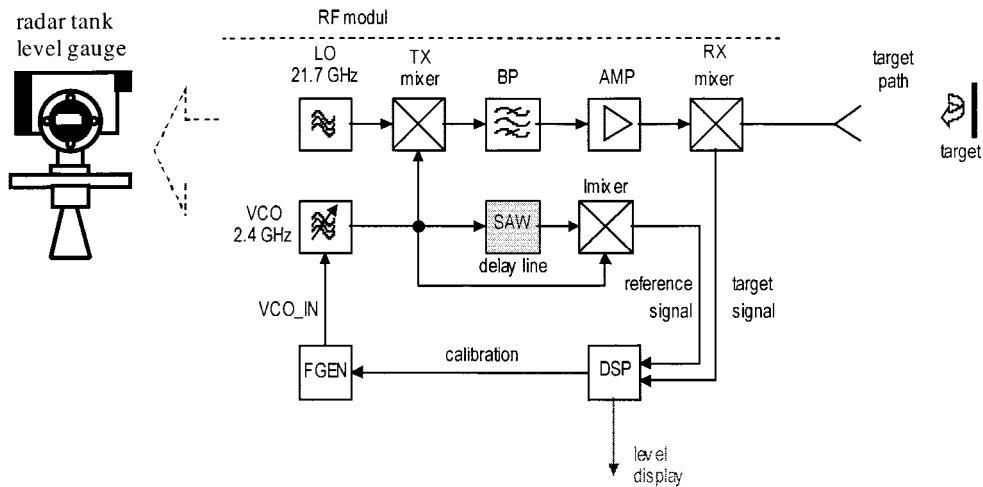 radar tank
level gauge
RF modul
LO
21.7 GHz
TX
mixer
BP
AMP
RX
mixer
target
path
target
VCO
2.4 GHz
SAW
delay line
Imixer
reference
signal
target
signal
VCO_IN
FGEN
calibration
DSP
level
display